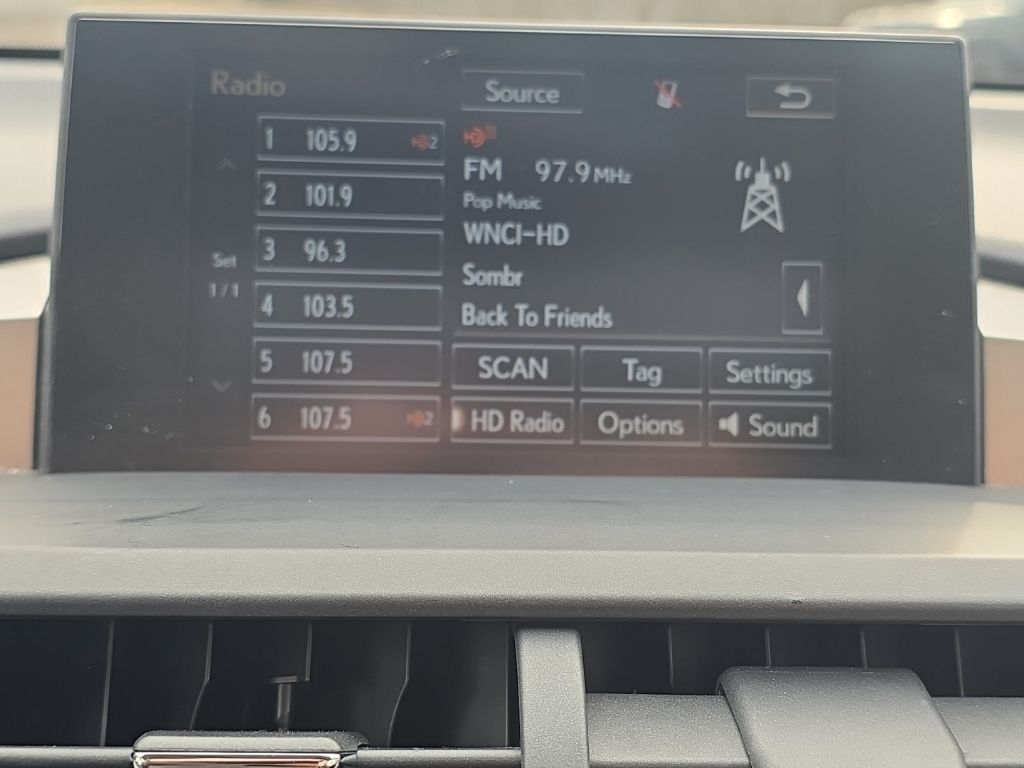 Radio
Source
1 105.9 2
2 101.9
3 96.3
4 103.5
5 107.5
6 107.5 2
Set
1/1
FM 97.9 MHz
Pop Music
WNCI-HD
Sombr
Back To Friends
SCAN
Tag
Settings
HD Radio
Options
Sound